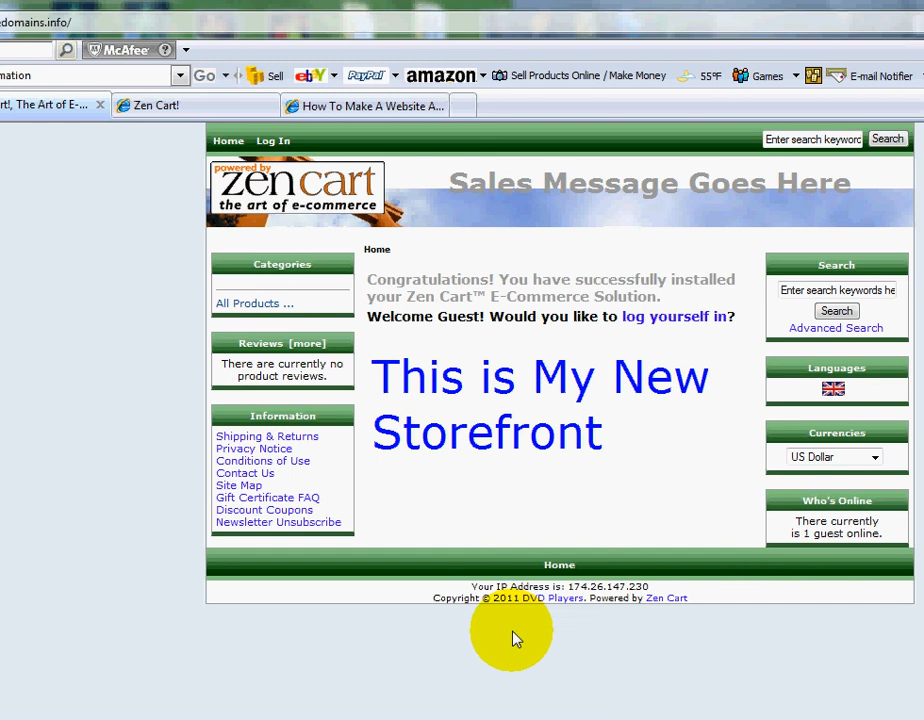 domains.info/
McAfee
mation Go Sell ebY PayPal amazon Sell Products Online / Make Money 55°F Games E-mail Notifier
rt!, The Art of E-... Zen Cart! How To Make A Website A...
Home Log In Enter search keyword Search
powered by
zen cart
the art of e-commerce
Sales Message Goes Here
Home
Categories
All Products ...
Reviews [more]
There are currently no
product reviews.
Information
Shipping & Returns
Privacy Notice
Conditions of Use
Contact Us
Site Map
Gift Certificate FAQ
Discount Coupons
Newsletter Unsubscribe
Congratulations! You have successfully installed
your Zen Cart™ E-Commerce Solution.
Welcome Guest! Would you like to log yourself in?
This is My New
Storefront
Search
Enter search keywords he
Search
Advanced Search
Languages
Currencies
US Dollar
Who's Online
There currently
is 1 guest online.
Home
Your IP Address is: 174.26.147.230
Copyright © 2011 DVD Players. Powered by Zen Cart